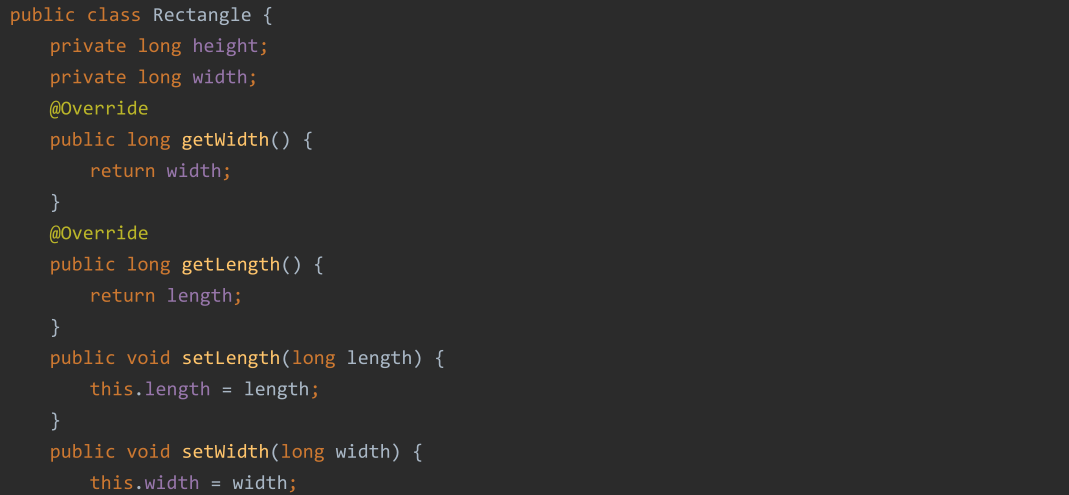 public class Rectangle {
    private long height;
    private long width;
    @Override
    public long getWidth() {
        return width;
    }
    @Override
    public long getLength() {
        return length;
    }
    public void setLength(long length) {
        this.length = length;
    }
    public void setWidth(long width) {
        this.width = width;